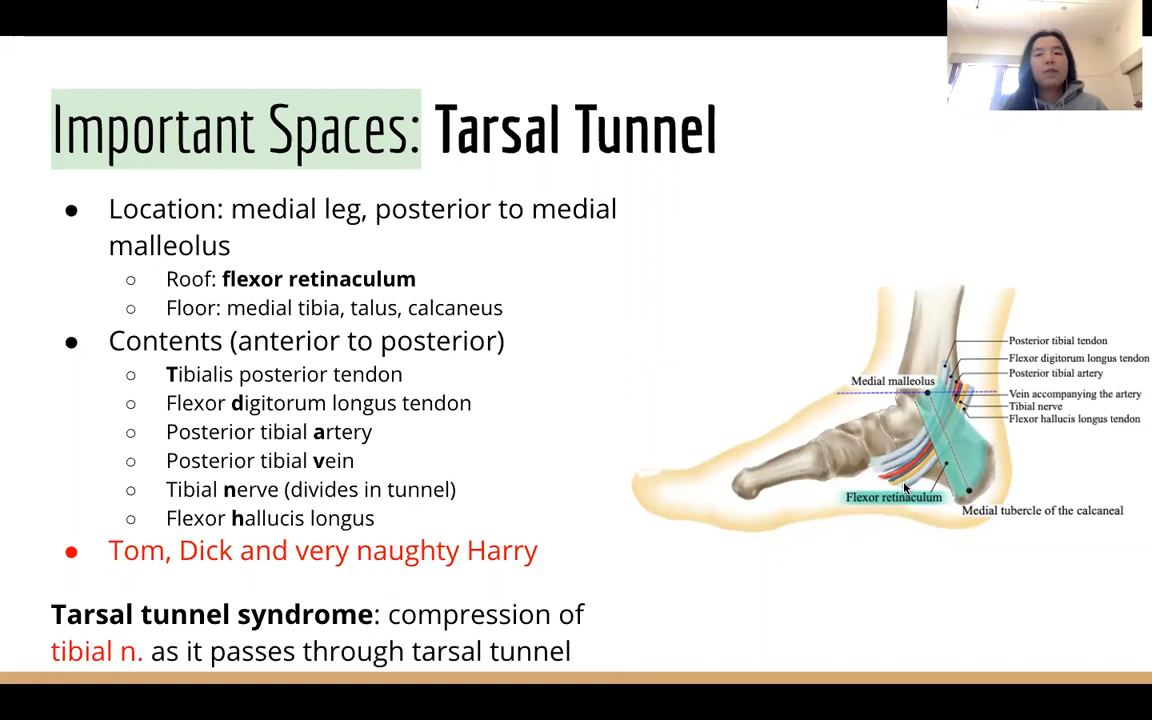 Important Spaces: Tarsal Tunnel
● Location: medial leg, posterior to medial
malleolus
○ Roof: flexor retinaculum
○ Floor: medial tibia, talus, calcaneus
● Contents (anterior to posterior)
○ Tibialis posterior tendon
○ Flexor digitorum longus tendon
○ Posterior tibial artery
○ Posterior tibial vein
○ Tibial nerve (divides in tunnel)
○ Flexor hallucis longus
● Tom, Dick and very naughty Harry
Tarsal tunnel syndrome: compression of
tibial n. as it passes through tarsal tunnel
Posterior tibial tendon
Flexor digitorum longus tendon
Posterior tibial artery
Medial malleolus
Vein accompanying the artery
Tibial nerve
Flexor hallucis longus tendon
Flexor retinaculum
Medial tubercle of the calcaneal